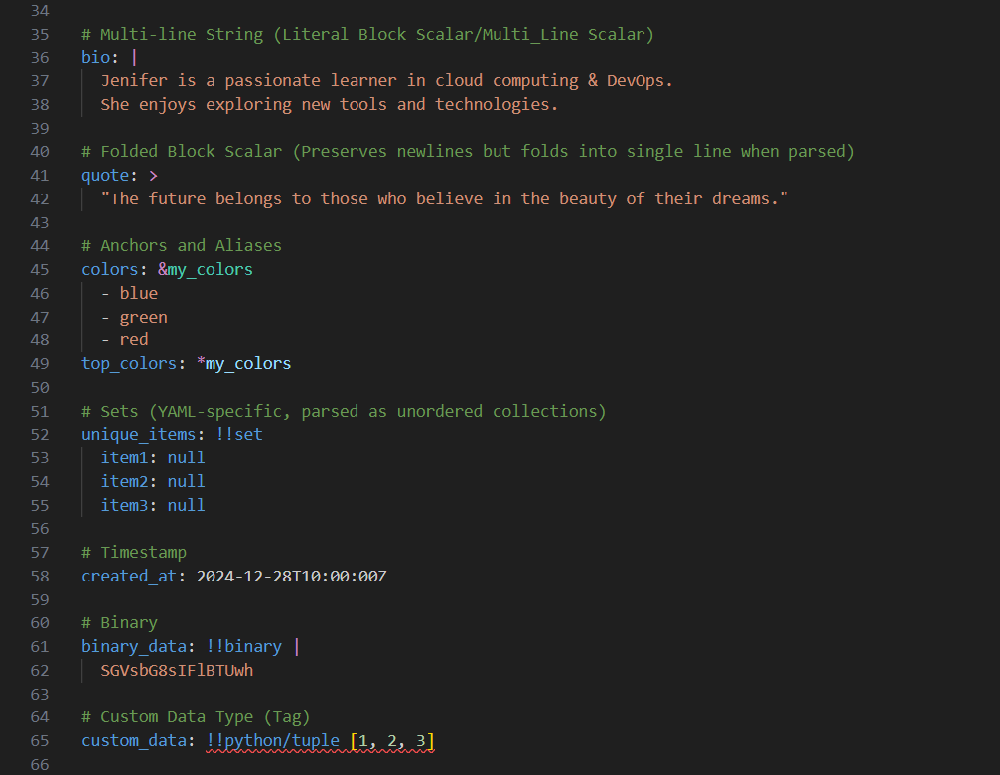 34
35 # Multi-line String (Literal Block Scalar/Multi_Line Scalar)
36 bio: |
37   Jenifer is a passionate learner in cloud computing & DevOps.
38   She enjoys exploring new tools and technologies.
39
40 # Folded Block Scalar (Preserves newlines but folds into single line when parsed)
41 quote: >
42   "The future belongs to those who believe in the beauty of their dreams."
43
44 # Anchors and Aliases
45 colors: &my_colors
46   - blue
47   - green
48   - red
49 top_colors: *my_colors
50
51 # Sets (YAML-specific, parsed as unordered collections)
52 unique_items: !!set
53   item1: null
54   item2: null
55   item3: null
56
57 # Timestamp
58 created_at: 2024-12-28T10:00:00Z
59
60 # Binary
61 binary_data: !!binary |
62   SGVsbG8sIFlBTUwh
63
64 # Custom Data Type (Tag)
65 custom_data: !!python/tuple [1, 2, 3]
66